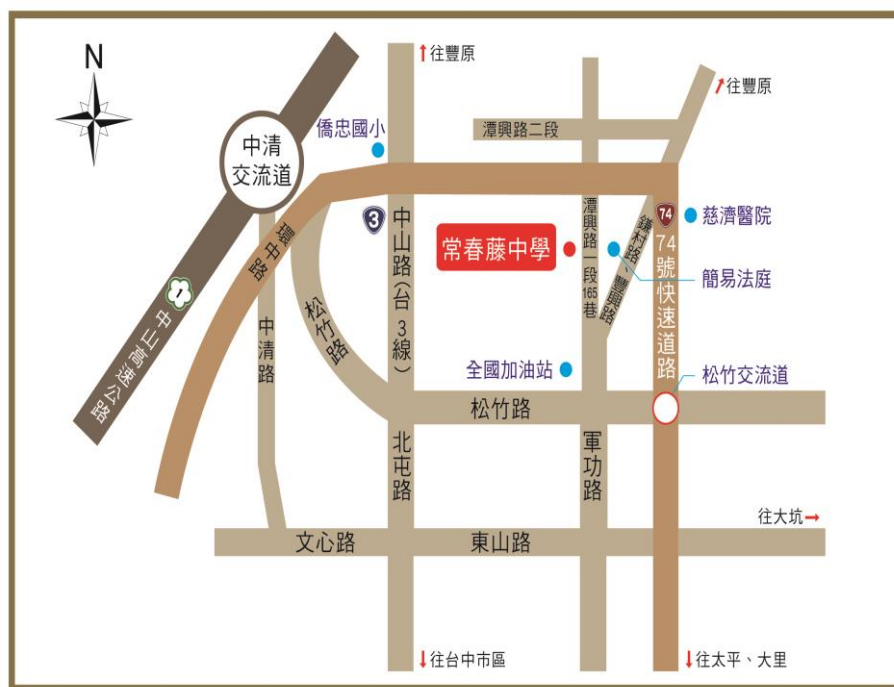 N
往豐原
往豐原
僑忠國小
潭興路二段
中清
交流道
3
74
慈濟醫院
環中路
常春藤中學
中山路(台3線)
潭興路一段165巷
鎌村路、豐興路
74號快速道路
簡易法庭
1
中山高速公路
中清路
松竹路
全國加油站
松竹交流道
松竹路
北屯路
軍功路
往大坑
文心路
東山路
往台中市區
往太平、大里